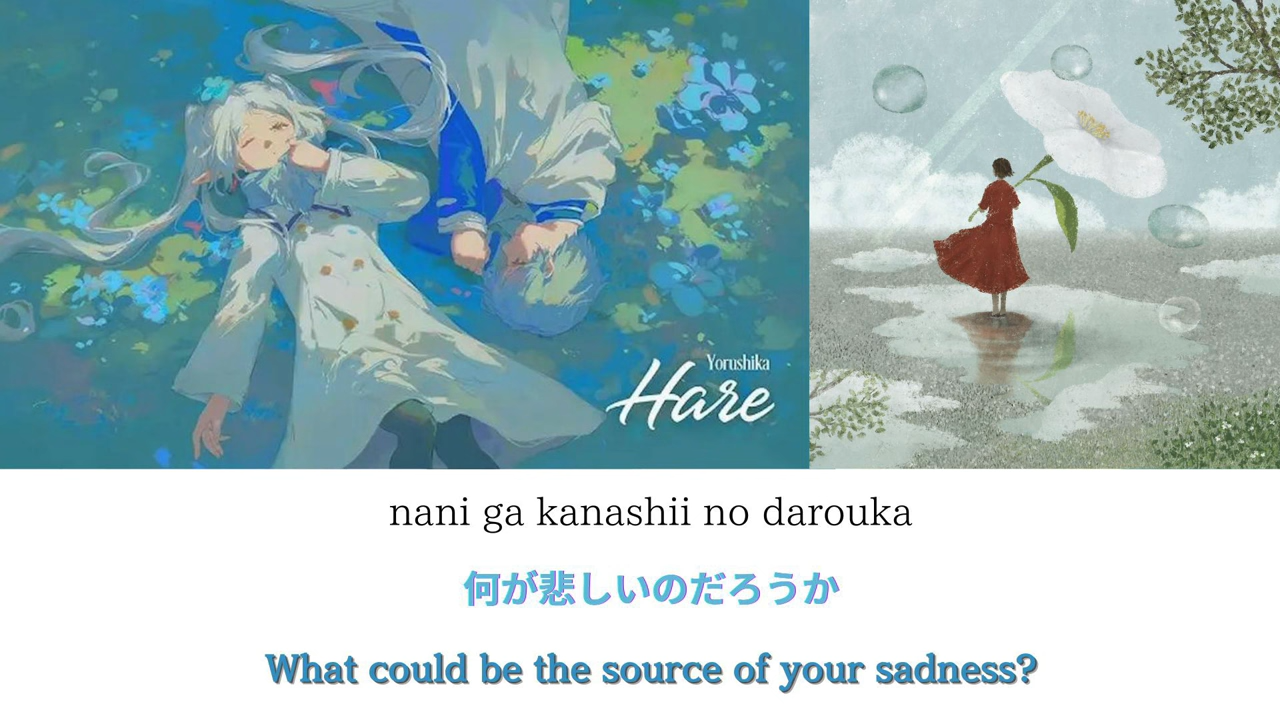 Yorushika
Hare
nani ga kanashii no darouka
何が悲しいのだろうか
What could be the source of your sadness?